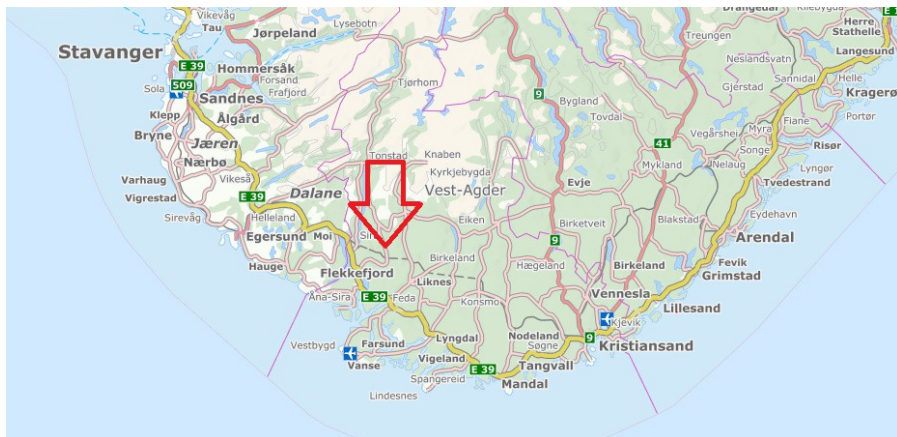 Vikevåg
Tau
Lysebotn
Drangedal
Kilebygda
Treungen
Herre
Stathelle
Jørpeland
Stavanger
Langesund
E 39
Neslandsvatn
Hommersåk
Forsand
Frafjord
Tjørhom
Sannidal
Helle
509
Sola
Sandnes
9
Bygland
Gjerstad
Kragerø
Klepp
Ålgård
Tovdal
Portør
Bryne
Jæren
Vegårshei
Myra
Fiane
Risør
41
Songe
Nærbø
Tonstad
Knaben
Mykland
Nelaug
Lyngør
Kyrkjebygda
Varhaug
Vikeså
Evje
Tvedestrand
Vigrestad
E 39
Dalane
Vest-Agder
Sirevåg
Helleland
Eiken
Birketveit
Blakstad
Eydehavn
Egersund
Moi
Arendal
9
Birkeland
Hægeland
Birkeland
Fevik
Hauge
Flekkefjord
Grimstad
Liknes
Åna-Sira
E 39
Feda
Konsmo
Vennesla
Lillesand
Kjevik
Vestbygd
Farsund
Lyngdal
Nodeland
9
Søgne
Kristiansand
Vanse
Vigeland
Tangvall
E 39
Spangereid
Mandal
Lindesnes